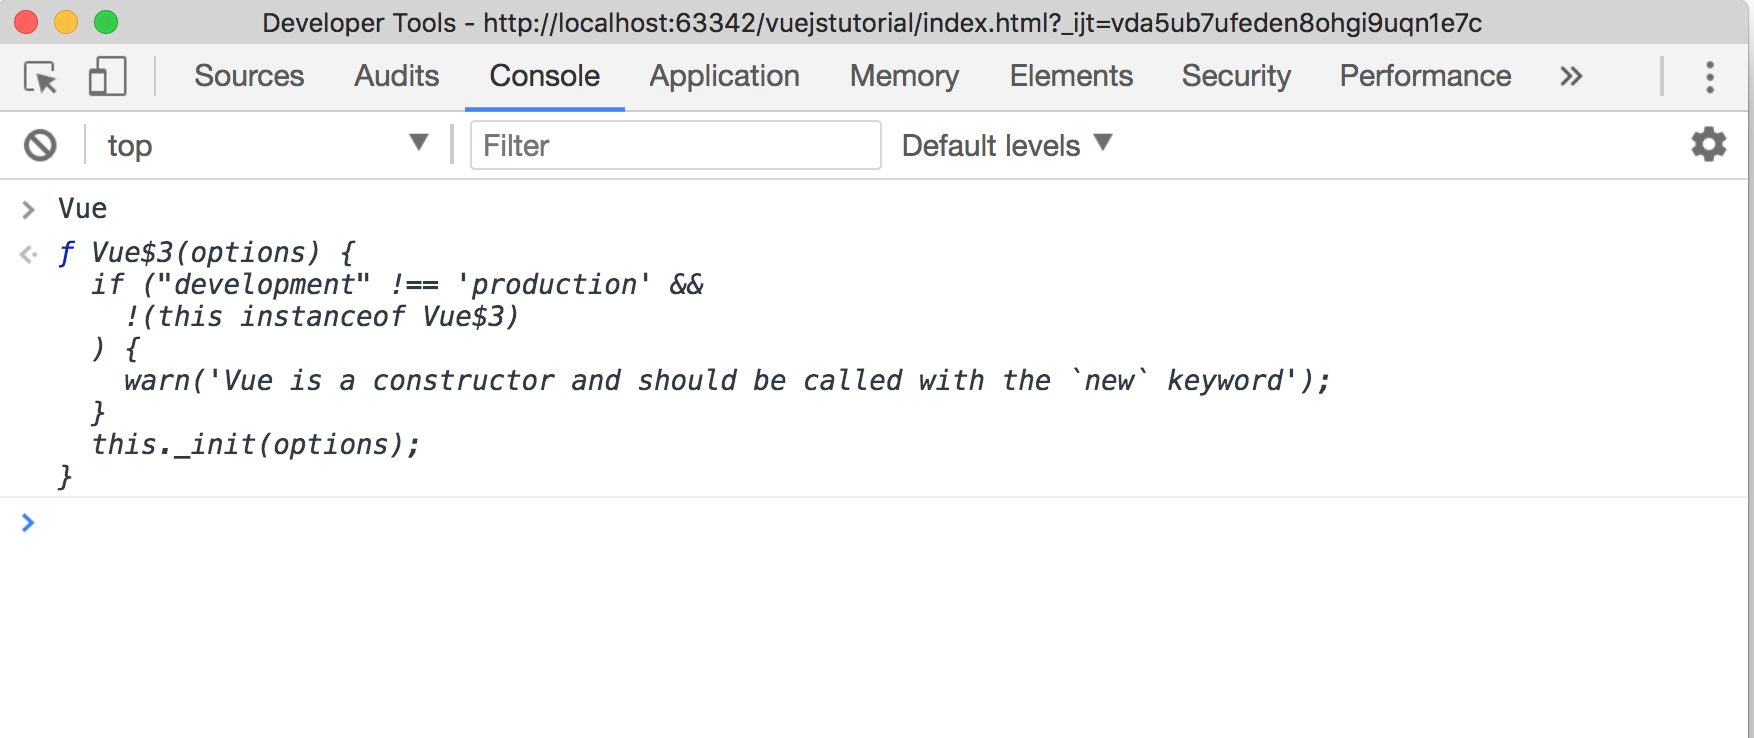 Developer Tools - http://localhost:63342/vuejstutorial/index.html?_ijt=vda5ub7ufeden8ohgi9uqn1e7c
Sources Audits Console Application Memory Elements Security Performance »
top ▼ Filter Default levels ▼
> Vue
ƒ Vue$3(options) {
if ("development" !== 'production' &&
!(this instanceof Vue$3)
) {
warn('Vue is a constructor and should be called with the `new` keyword');
}
this._init(options);
}
>